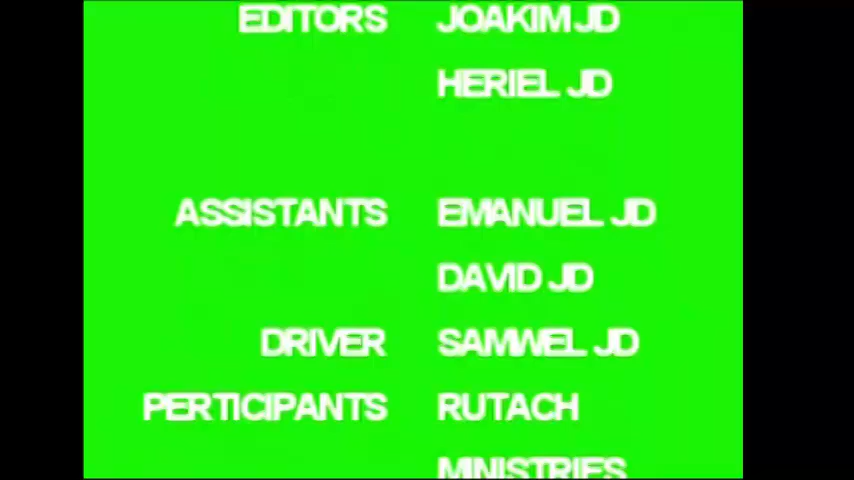 EDITORS JOAKIM JD
HERIEL JD
ASSISTANTS EMANUEL JD
DAVID JD
DRIVER SAMWEL JD
PERTICIPANTS RUTACH
MINISTRIES